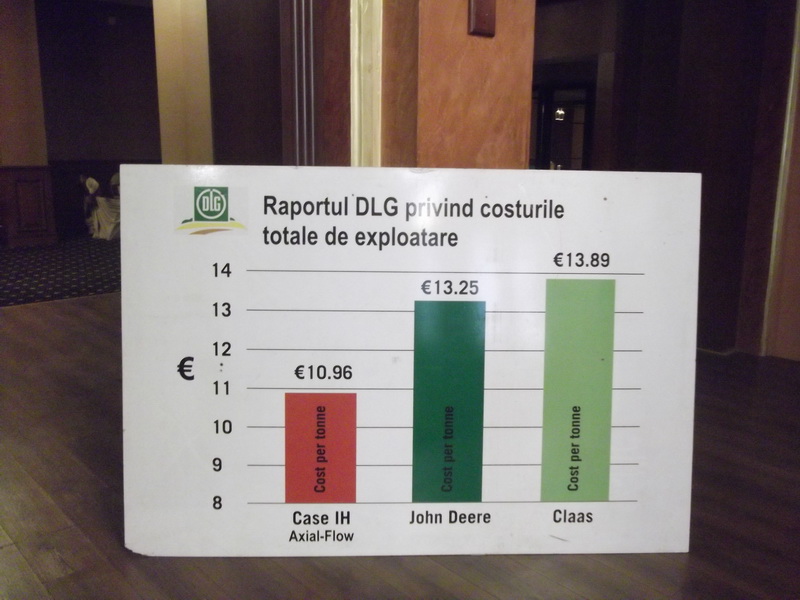 DLG
Raportul DLG privind costurile
totale de exploatare
€
14
13
12
11
10
9
8
€10.96
€13.25
€13.89
Cost per tonne
Cost per tonne
Cost per tonne
Case IH
Axial-Flow
John Deere
Claas